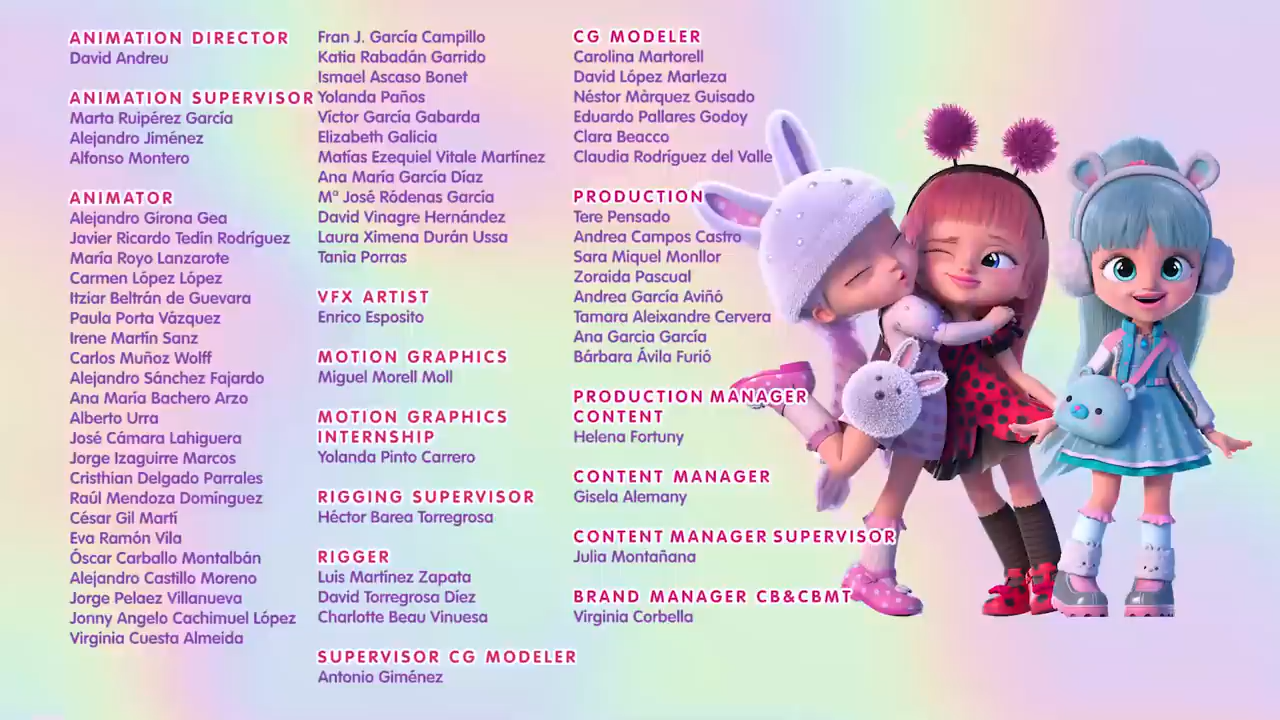 ANIMATION DIRECTOR
David Andreu
ANIMATION SUPERVISOR
Marta Ruipérez García
Alejandro Jiménez
Alfonso Montero
ANIMATOR
Alejandro Girona Gea
Javier Ricardo Tedín Rodríguez
María Royo Lanzarote
Carmen López López
Itziar Beltrán de Guevara
Paula Porta Vázquez
Irene Martín Sanz
Carlos Muñoz Wolff
Alejandro Sánchez Fajardo
Ana María Bachero Arzo
Alberto Urra
José Cámara Lahiguera
Jorge Izaguirre Marcos
Cristhian Delgado Parrales
Raúl Mendoza Domínguez
César Gil Martí
Eva Ramón Vila
Óscar Carballo Montalbán
Alejandro Castillo Moreno
Jorge Pelaez Villanueva
Jonny Angelo Cachimuel López
Virginia Cuesta Almeida
Fran J. García Campillo
Katia Rabadán Garrido
Ismael Ascaso Bonet
Yolanda Paños
Víctor García Gabarda
Elizabeth Galicia
Matías Ezequiel Vitale Martínez
Ana María García Díaz
Mª José Ródenas García
David Vinagre Hernández
Laura Ximena Durán Ussa
Tania Porras
VFX ARTIST
Enrico Esposito
MOTION GRAPHICS
Miguel Morell Moll
MOTION GRAPHICS
INTERNSHIP
Yolanda Pinto Carrero
RIGGING SUPERVISOR
Héctor Barea Torregrosa
RIGGER
Luis Martínez Zapata
David Torregrosa Díez
Charlotte Beau Vinuesa
SUPERVISOR CG MODELER
Antonio Giménez
CG MODELER
Carolina Martorell
David López Marleza
Néstor Màrquez Guisado
Eduardo Pallares Godoy
Clara Beacco
Claudia Rodríguez del Valle
PRODUCTION
Tere Pensado
Andrea Campos Castro
Sara Miquel Monllor
Zoraida Pascual
Andrea García Aviñó
Tamara Aleixandre Cervera
Ana Garcia García
Bárbara Ávila Furió
PRODUCTION MANAGER
CONTENT
Helena Fortuny
CONTENT MANAGER
Gisela Alemany
CONTENT MANAGER SUPERVISOR
Julia Montañana
BRAND MANAGER CB&CBMT
Virginia Corbella